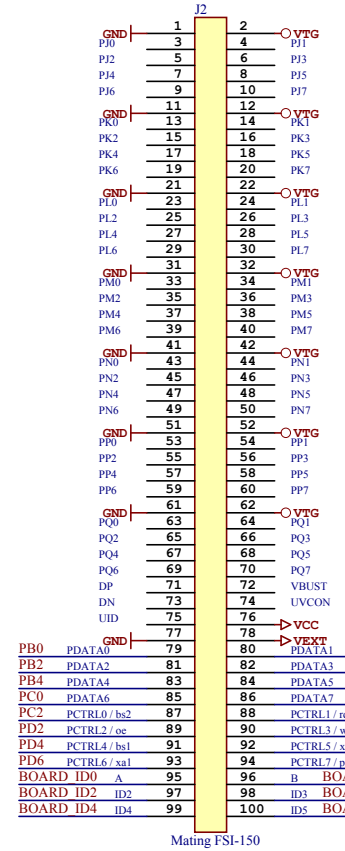 J2
GND 1 2 VTG
PJ0 3 4 PJ1
PJ2 5 6 PJ3
PJ4 7 8 PJ5
PJ6 9 10 PJ7
GND 11 12 VTG
PK0 13 14 PK1
PK2 15 16 PK3
PK4 17 18 PK5
PK6 19 20 PK7
GND 21 22 VTG
PL0 23 24 PL1
PL2 25 26 PL3
PL4 27 28 PL5
PL6 29 30 PL7
GND 31 32 VTG
PM0 33 34 PM1
PM2 35 36 PM3
PM4 37 38 PM5
PM6 39 40 PM7
GND 41 42 VTG
PN0 43 44 PN1
PN2 45 46 PN3
PN4 47 48 PN5
PN6 49 50 PN7
GND 51 52 VTG
PP0 53 54 PP1
PP2 55 56 PP3
PP4 57 58 PP5
PP6 59 60 PP7
GND 61 62 VTG
PQ0 63 64 PQ1
PQ2 65 66 PQ3
PQ4 67 68 PQ5
PQ6 69 70 PQ7
DP 71 72 VBUST
DN 73 74 UVCON
UID 75 76 VCC
GND 77 78 VEXT
PB0 PDATA0 79 80 PDATA1
PB2 PDATA2 81 82 PDATA3
PB4 PDATA4 83 84 PDATA5
PC0 PDATA6 85 86 PDATA7
PC2 PCTRL0 / bs2 87 88 PCTRL1 /
PD2 PCTRL2 / oe 89 90 PCTRL3 /
PD4 PCTRL4 / bs1 91 92 PCTRL5 /
PD6 PCTRL6 / xa1 93 94 PCTRL7 /
BOARD_ID0 A 95 96 B
BOARD_ID2 ID2 97 98 ID3
BOARD_ID4 ID4 99 100 ID5
Mating FSI-150